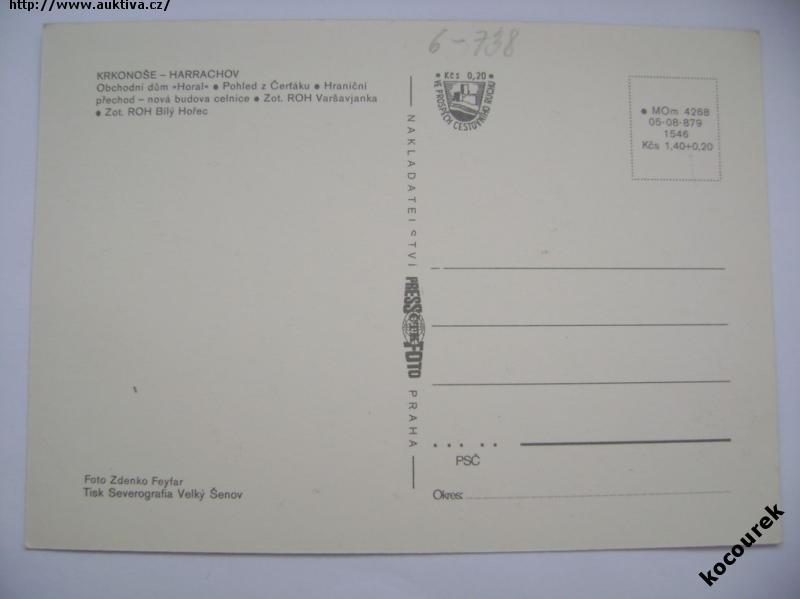 http://www.auktiva.cz/
6-738
KRKONOŠE – HARRACHOV
Obchodní dům »Horal« ● Pohled z Čerťáku ● Hraniční
přechod – nová budova celnice ● Zot. ROH Varšavjanka
● Zot. ROH Bílý Hořec
• Kčs 0,20 •
VE PROSPĚCH CESTOVNÍHO RUCHU
● MOm 4268
05-08-879
1546
Kčs 1,40+0,20
NAKLADATELSTVÍ
PRESSFOTO
PRAHA
PSČ
Okres:
Foto Zdenko Feyfar
Tisk Severografia Velký Šenov
kocourek